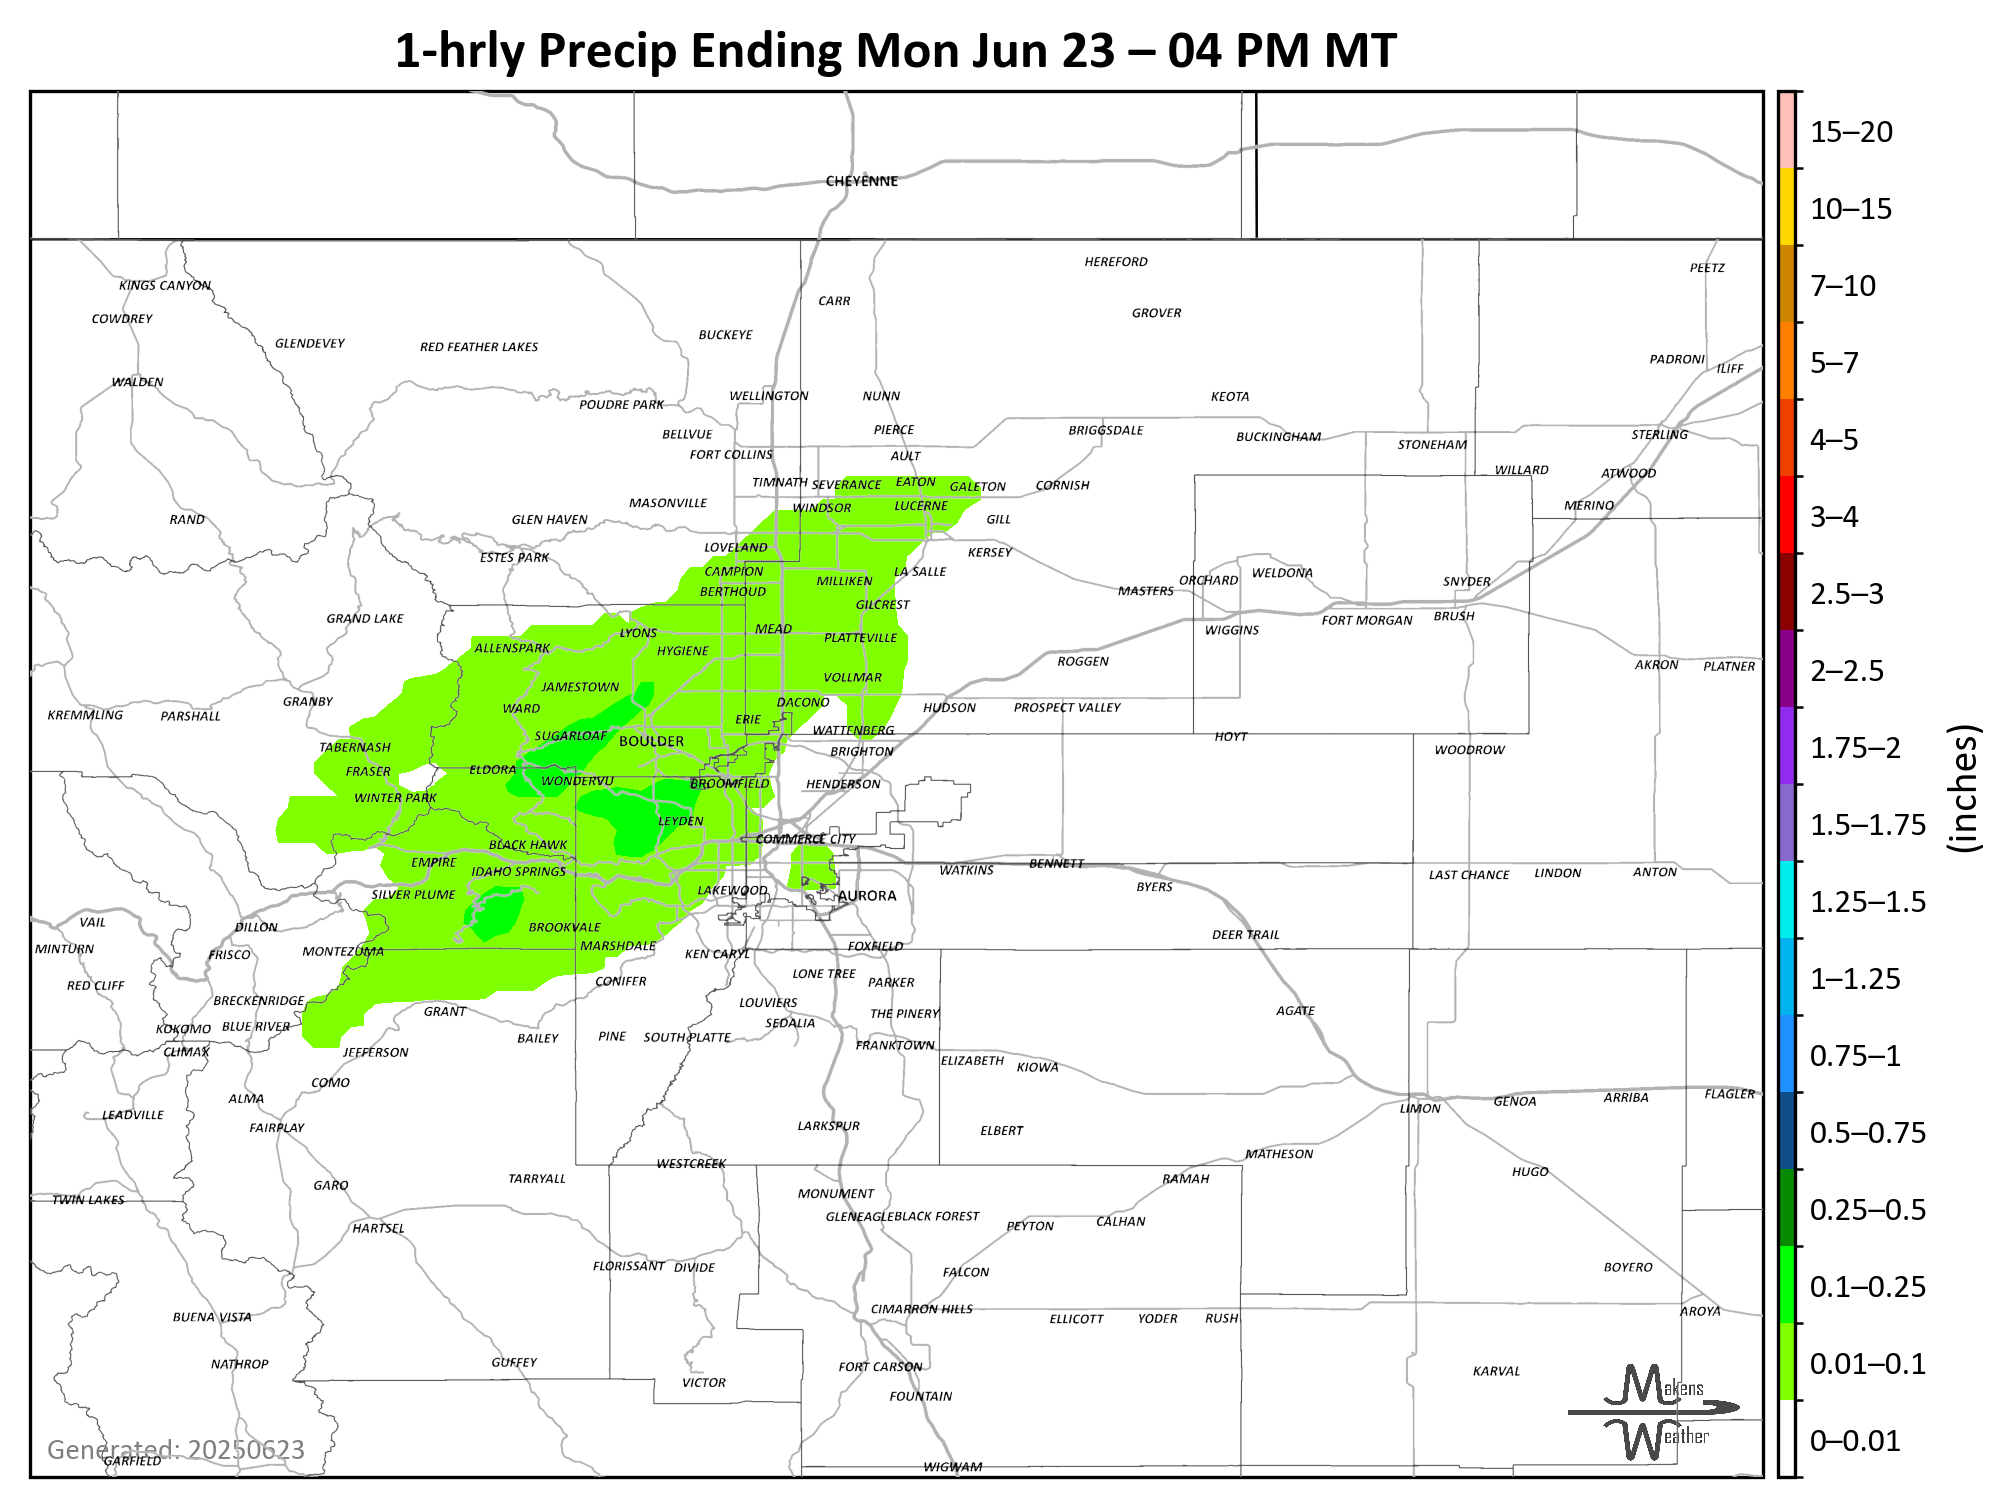 1-hrly Precip Ending Mon Jun 23 – 04 PM MT
CHEYENNE
HEREFORD
PEETZ
KINGS CANYON
CARR
COWDREY
GROVER
BUCKEYE
GLENDEVEY
RED FEATHER LAKES
PADRONI
ILIFF
WALDEN
WELLINGTON
NUNN
KEOTA
POUDRE PARK
PIERCE
BRIGGSDALE
BELLVUE
BUCKINGHAM
STERLING
STONEHAM
FORT COLLINS
AULT
WILLARD
ATWOOD
TIMNATH
SEVERANCE
EATON
GALETON
CORNISH
MASONVILLE
WINDSOR
LUCERNE
MERINO
RAND
GLEN HAVEN
GILL
LOVELAND
KERSEY
ESTES PARK
CAMPION
LA SALLE
WELDONA
MILLIKEN
ORCHARD
SNYDER
BERTHOUD
MASTERS
GILCREST
GRAND LAKE
FORT MORGAN
BRUSH
LYONS
MEAD
WIGGINS
PLATTEVILLE
ALLENSPARK
HYGIENE
ROGGEN
AKRON
PLATNER
VOLLMAR
JAMESTOWN
GRANBY
DACONO
WARD
HUDSON
PROSPECT VALLEY
KREMMLING
PARSHALL
ERIE
WATTENBERG
SUGARLOAF
BOULDER
HOYT
TABERNASH
BRIGHTON
WOODROW
FRASER
ELDORA
WONDERVU
BROOMFIELD
HENDERSON
WINTER PARK
LEYDEN
COMMERCE CITY
BLACK HAWK
EMPIRE
BENNETT
IDAHO SPRINGS
WATKINS
LAST CHANCE
LINDON
ANTON
BYERS
SILVER PLUME
LAKEWOOD
AURORA
VAIL
DILLON
BROOKVALE
DEER TRAIL
MINTURN
MONTEZUMA
MARSHDALE
FOXFIELD
FRISCO
KEN CARYL
LONE TREE
RED CLIFF
CONIFER
PARKER
BRECKENRIDGE
LOUVIERS
GRANT
AGATE
THE PINERY
KOKOMO
BLUE RIVER
SEDALIA
BAILEY
PINE
SOUTH PLATTE
CLIMAX
JEFFERSON
FRANKTOWN
ELIZABETH
KIOWA
COMO
ALMA
FLAGLER
ARRIBA
GENOA
LIMON
LEADVILLE
FAIRPLAY
LARKSPUR
ELBERT
MATHESON
WESTCREEK
HUGO
TARRYALL
RAMAH
GARO
MONUMENT
TWIN LAKES
GLENEAGLE
BLACK FOREST
CALHAN
HARTSEL
PEYTON
FLORISSANT
DIVIDE
BOYERO
FALCON
CIMARRON HILLS
AROYA
BUENA VISTA
ELLICOTT
YODER
RUSH
NATHROP
GUFFEY
FORT CARSON
KARVAL
VICTOR
FOUNTAIN
GARFIELD
WIGWAM
Generated: 20250623
Makens
Weather
15–20
10–15
7–10
5–7
4–5
3–4
2.5–3
2–2.5
1.75–2
1.5–1.75
1.25–1.5
1–1.25
0.75–1
0.5–0.75
0.25–0.5
0.1–0.25
0.01–0.1
0–0.01
(inches)